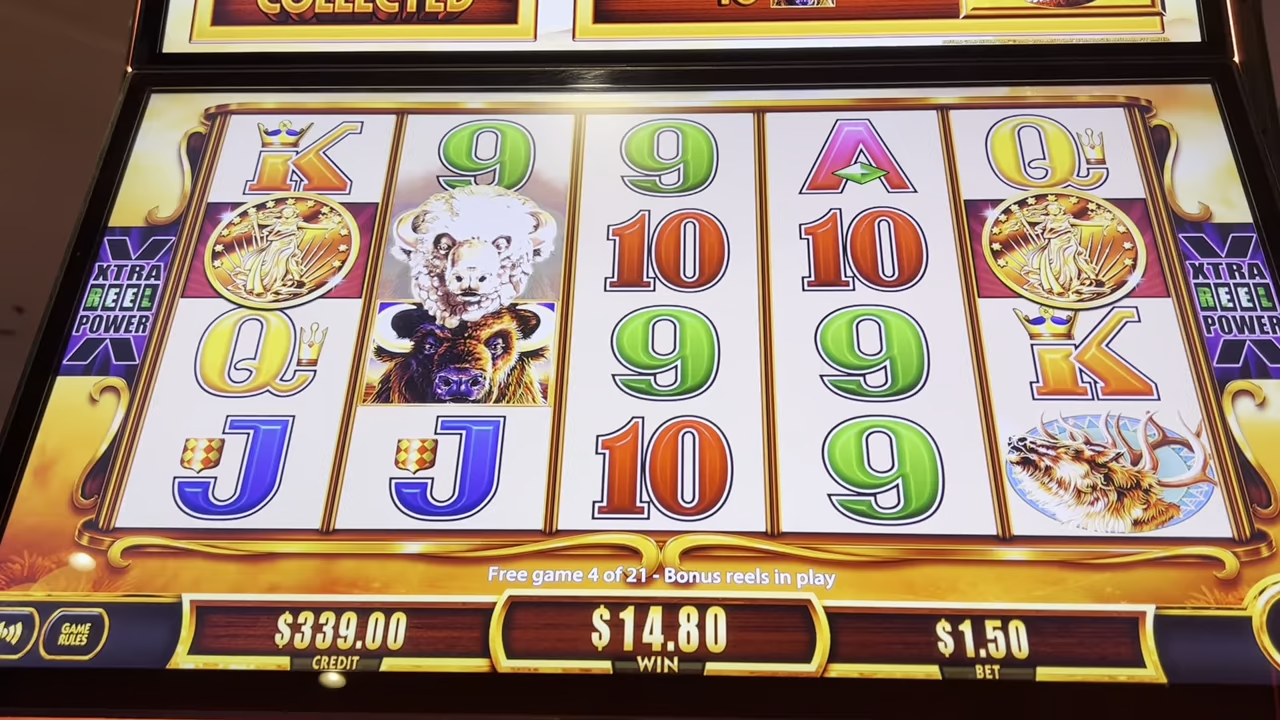 COLLECTED
K 9 9 A Q
10 10
Q 9 9 K
J J 10 9
XTRA
REEL
POWER
XTRA
REEL
POWER
Free game 4 of 21 - Bonus reels in play
GAME
RULES
$339.00
CREDIT
$14.80
WIN
$1.50
BET